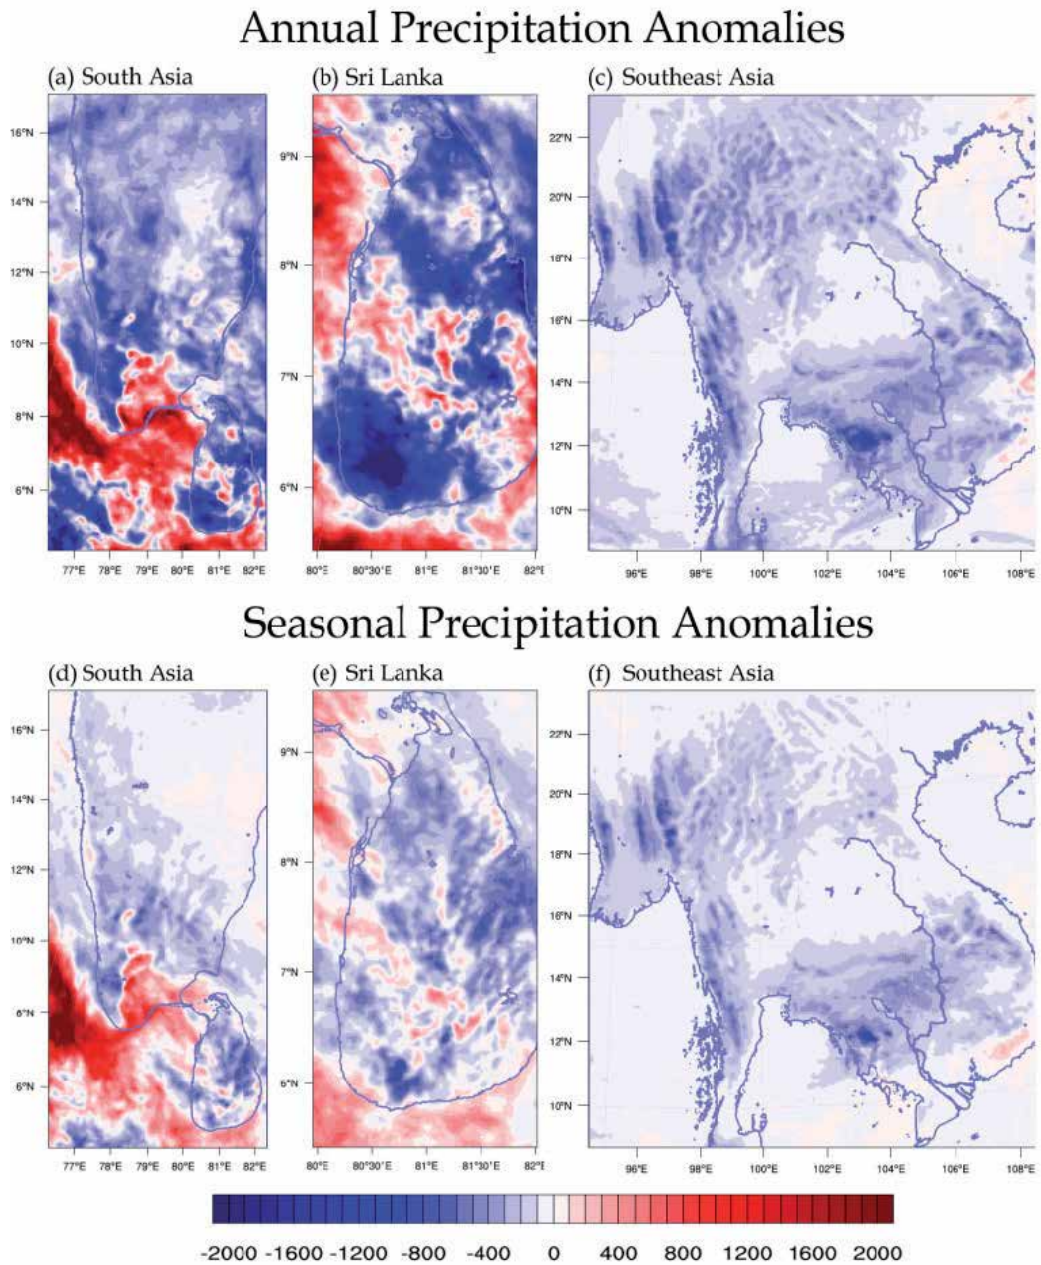 Annual Precipitation Anomalies
(a) South Asia
(b) Sri Lanka
(c) Southeast Asia
16°N
14°N
12°N
10°N
8°N
6°N
77°E 78°E 79°E 80°E 81°E 82°E
9°N
8°N
7°N
6°N
80°E 80°30'E 81°E 81°30'E 82°E
22°N
20°N
18°N
16°N
14°N
12°N
10°N
96°E 98°E 100°E 102°E 104°E 106°E 108°E
Seasonal Precipitation Anomalies
(d) South Asia
(e) Sri Lanka
(f) Southeast Asia
16°N
14°N
12°N
10°N
8°N
6°N
77°E 78°E 79°E 80°E 81°E 82°E
9°N
8°N
7°N
6°N
80°E 80°30'E 81°E 81°30'E 82°E
22°N
20°N
18°N
16°N
14°N
12°N
10°N
96°E 98°E 100°E 102°E 104°E 106°E 108°E
-2000 -1600 -1200 -800 -400 0 400 800 1200 1600 2000